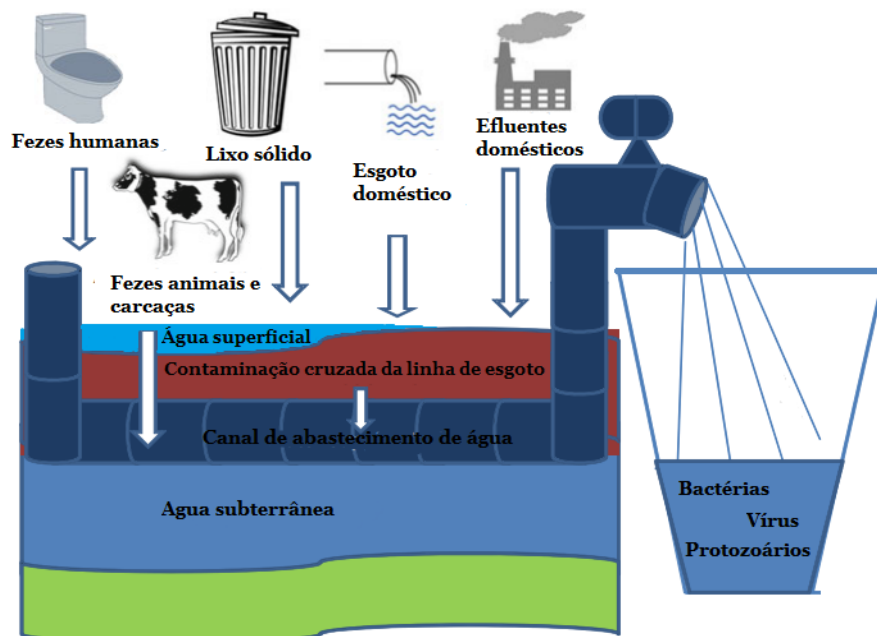 Fezes humanas
Lixo sólido
Esgoto
doméstico
Efluentes
domésticos
Fezes animais e
carcaças
Água superficial
Contaminação cruzada da linha de esgoto
Canal de abastecimento de água
Agua subterrânea
Bactérias
Vírus
Protozoários